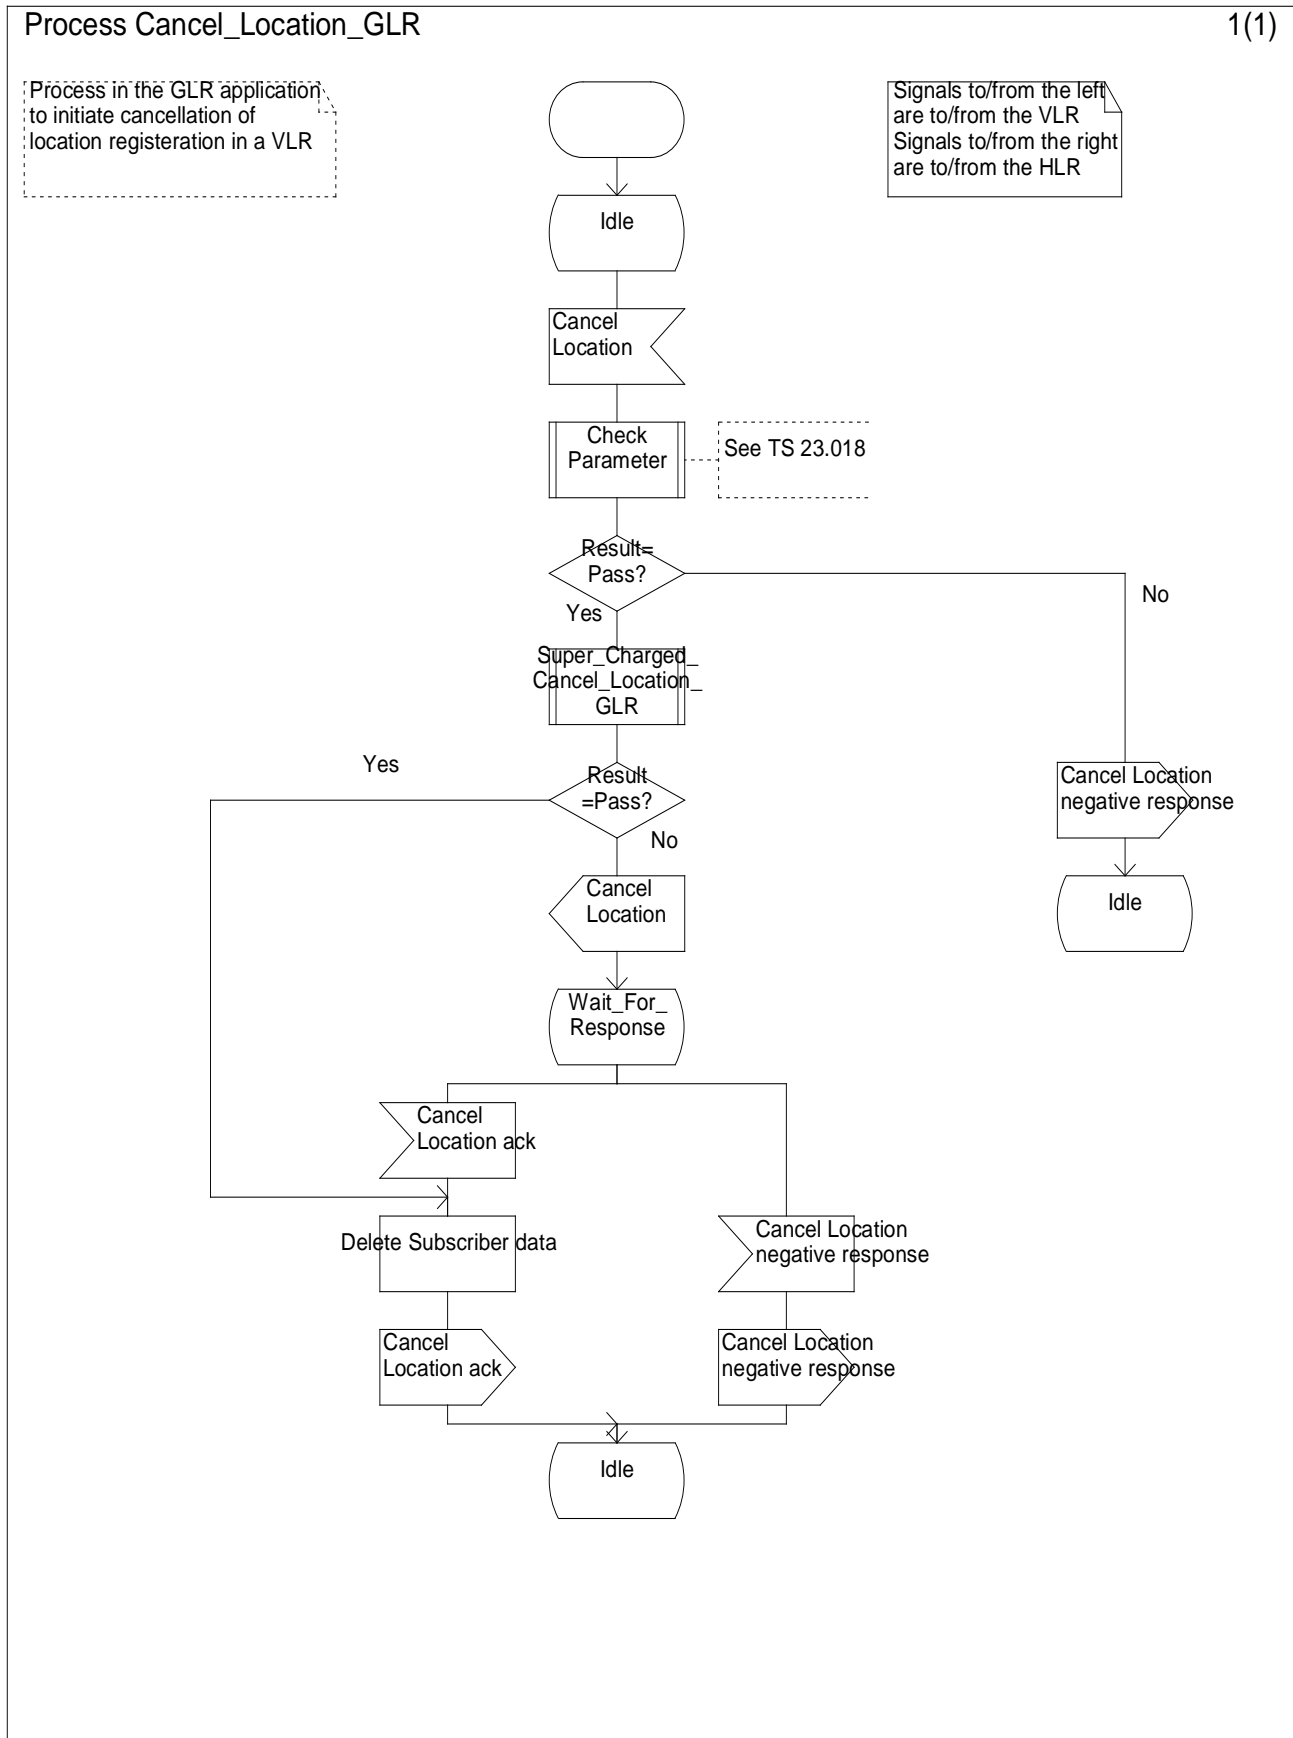 Process Cancel_Location_GLR
1(1)
Process in the GLR application
to initiate cancellation of
location registeration in a VLR
Signals to/from the left
are to/from the VLR
Signals to/from the right
are to/from the HLR
Idle
Cancel
Location
Check
Parameter
See TS 23.018
Result=
Pass?
No
Yes
Super_Charged_
Cancel_Location_
GLR
Yes
Result
=Pass?
No
Cancel Location
negative response
Idle
Cancel
Location
Wait_For_
Response
Cancel
Location ack
Delete Subscriber data
Cancel Location
negative response
Cancel
Location ack
Cancel Location
negative response
Idle